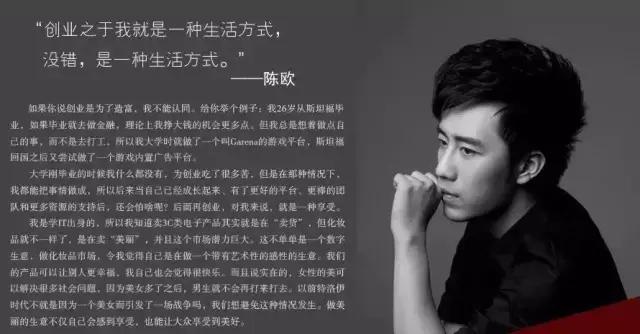 “创业之于我就是一种生活方式，
没错，是一种生活方式。”
——陈欧
如果你说创业是为了造富，我不能认同。给你举个例子：我26岁从斯坦福毕
业，如果毕业就去做金融，理论上我挣大钱的机会更多点。但我总是想着做点自
己的事，而不是去打工，所以我大学时就做了一个叫Garena的游戏平台，斯坦福
回国之后又尝试做了一个游戏内置广告平台。
大学刚毕业的时候我什么都没有，为创业吃了很多苦，但是在那种情况下，
我都能把事情做成，所以后来当自己已经成长起来、有了更好的平台、更棒的团
队和更多资源的支持后，还会怕啥呢？后面再创业，对我来说，就是一种享受。
我是学IT出身的，所以我知道卖3C类电子产品其实就是在“卖货”，但化妆
品就不一样了，是在卖“美丽”，并且这个市场潜力巨大。这不单单是一个数字
生意，做化妆品市场，令我觉得自己是在做一个带有艺术性的感性的生意。我们
的产品可以让别人更幸福，我自己也会觉得很快乐。而且说实在的，女性的美可
以解决很多社会问题，因为美女多了之后，男生就不会再打来打去。以前特洛伊
时代不就是因为一个美女而引发了一场战争吗，我们想避免这种情况发生。做美
丽的生意不仅自己会感到享受，也能让大众享受到美好。